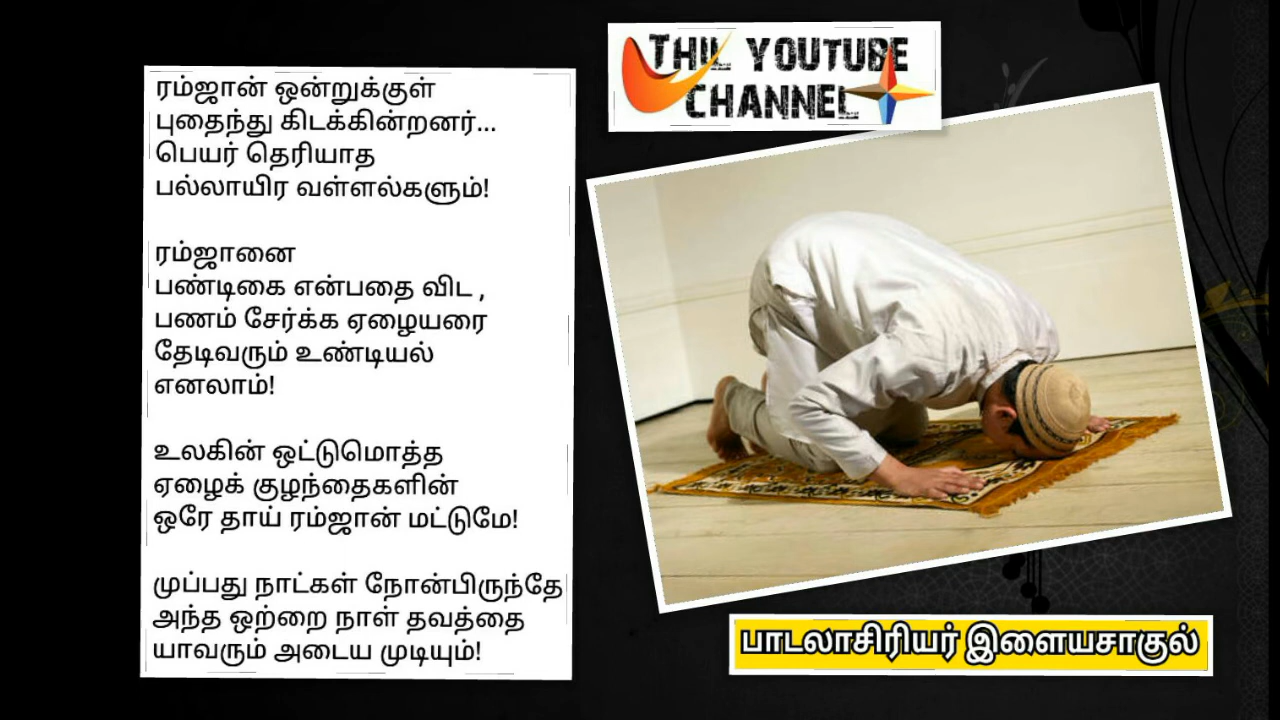 ரம்ஜான் ஒன்றுக்குள்
புதைந்து கிடக்கின்றனர்...
பெயர் தெரியாத
பல்லாயிர வள்ளல்களும்!
ரம்ஜானை
பண்டிகை என்பதை விட ,
பணம் சேர்க்க ஏழையரை
தேடிவரும் உண்டியல்
எனலாம்!
உலகின் ஒட்டுமொத்த
ஏழைக் குழந்தைகளின்
ஒரே தாய் ரம்ஜான் மட்டுமே!
முப்பது நாட்கள் நோன்பிருந்தே
அந்த ஒற்றை நாள் தவத்தை
யாவரும் அடைய முடியும்!
THIL YOUTUBE
CHANNEL
பாடலாசிரியர் இளையசாகுல்